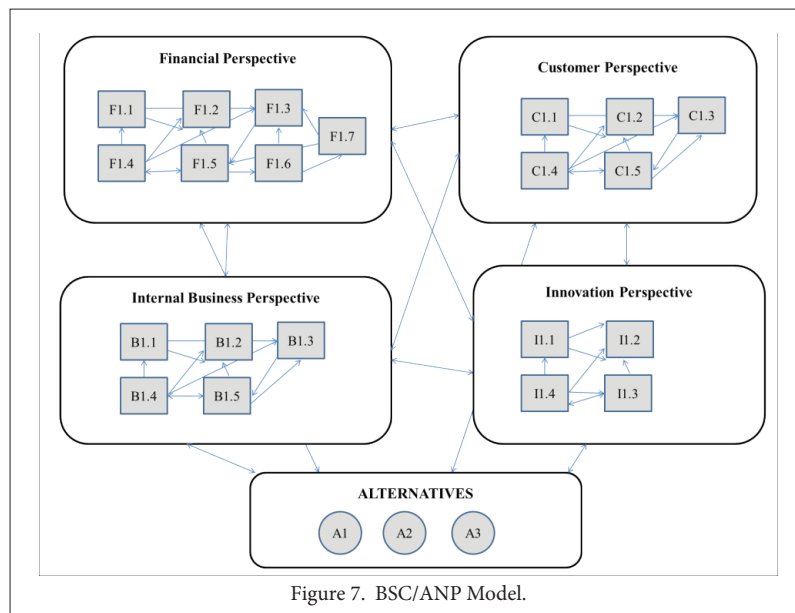 Financial Perspective
F1.1
F1.2
F1.3
F1.7
F1.4
F1.5
F1.6
Customer Perspective
C1.1
C1.2
C1.3
C1.4
C1.5
Internal Business Perspective
B1.1
B1.2
B1.3
B1.4
B1.5
Innovation Perspective
I1.1
I1.2
I1.4
I1.3
ALTERNATIVES
A1
A2
A3
Figure 7. BSC/ANP Model.